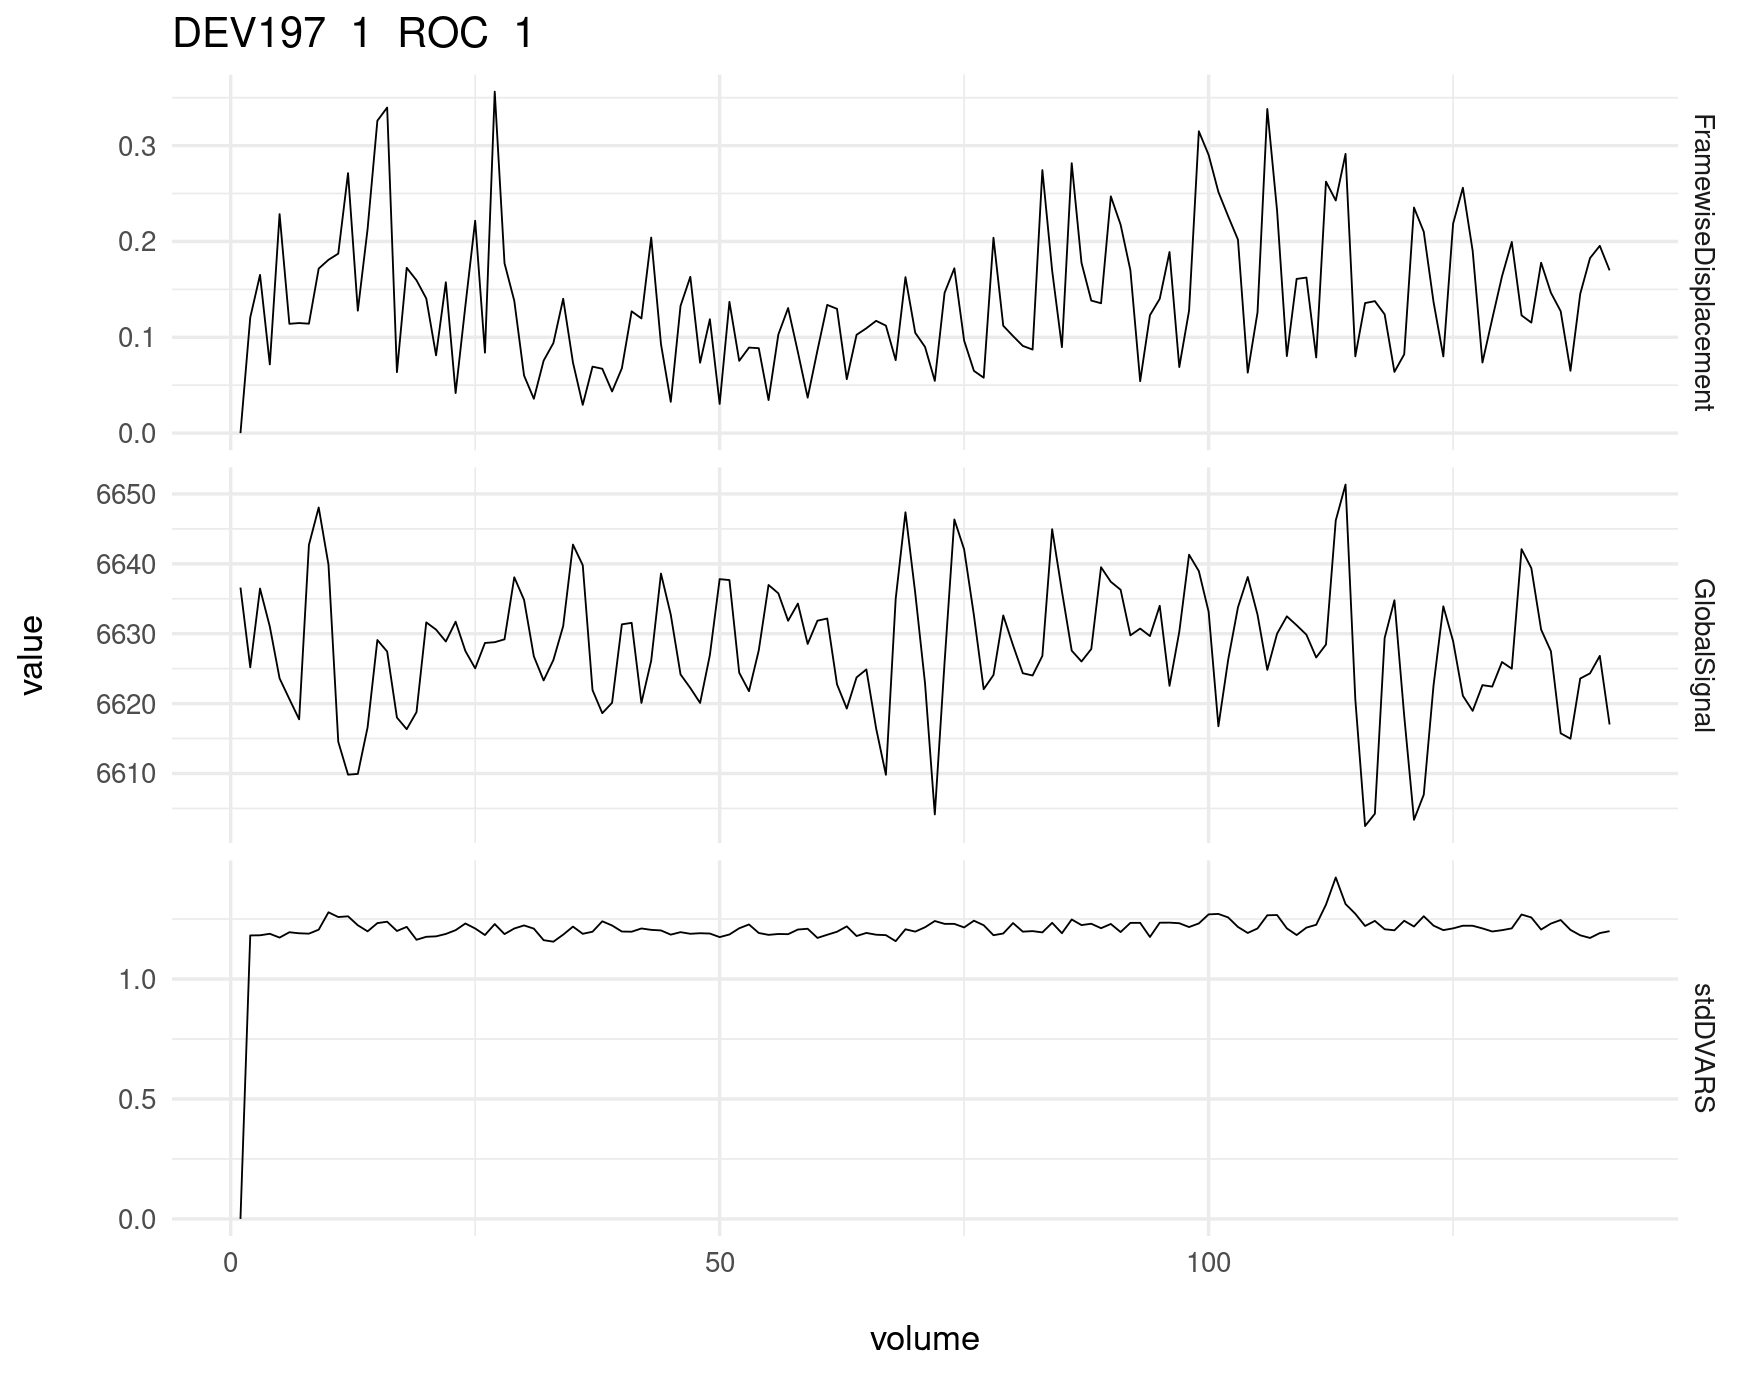 DEV197  1  ROC  1
0.3
0.2
0.1
0.0
FramewiseDisplacement
6650
6640
6630
6620
6610
GlobalSignal
value
1.0
0.5
0.0
stdDVARS
0 50 100
volume